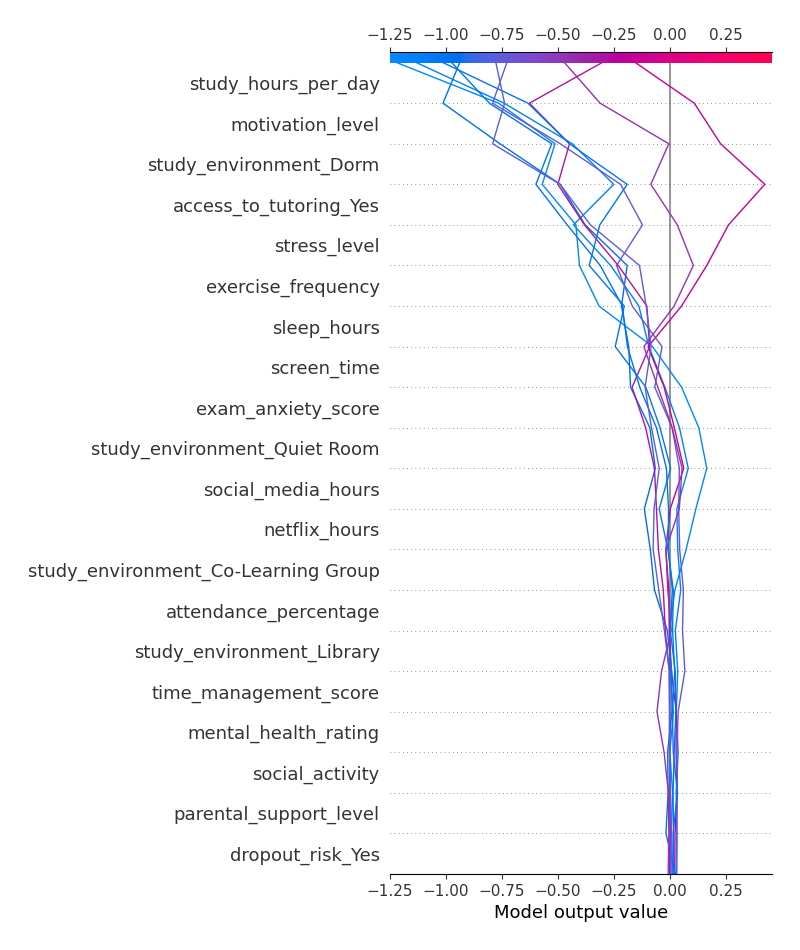 −1.25 −1.00 −0.75 −0.50 −0.25 0.00 0.25
study_hours_per_day
motivation_level
study_environment_Dorm
access_to_tutoring_Yes
stress_level
exercise_frequency
sleep_hours
screen_time
exam_anxiety_score
study_environment_Quiet Room
social_media_hours
netflix_hours
study_environment_Co-Learning Group
attendance_percentage
study_environment_Library
time_management_score
mental_health_rating
social_activity
parental_support_level
dropout_risk_Yes
−1.25 −1.00 −0.75 −0.50 −0.25 0.00 0.25
Model output value